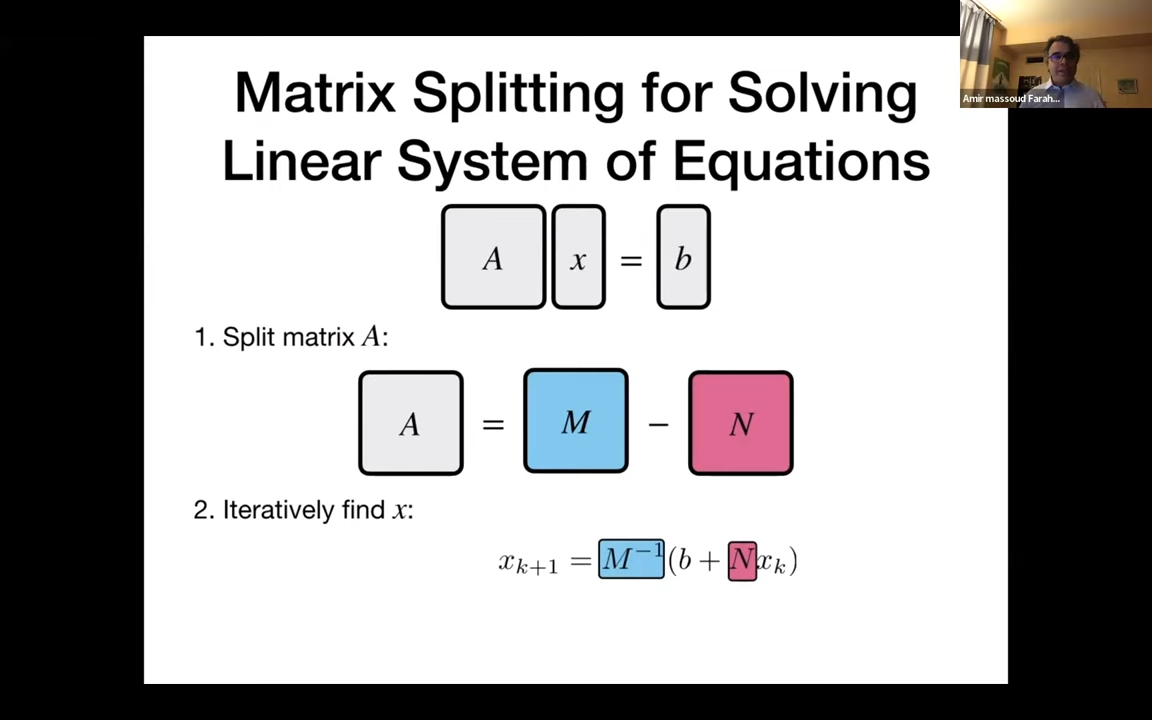 Matrix Splitting for Solving
Linear System of Equations
A x = b
1. Split matrix A:
A = M − N
2. Iteratively find x:
x_{k+1} = M^{−1}(b + Nx_k)
Amir massoud Farah...